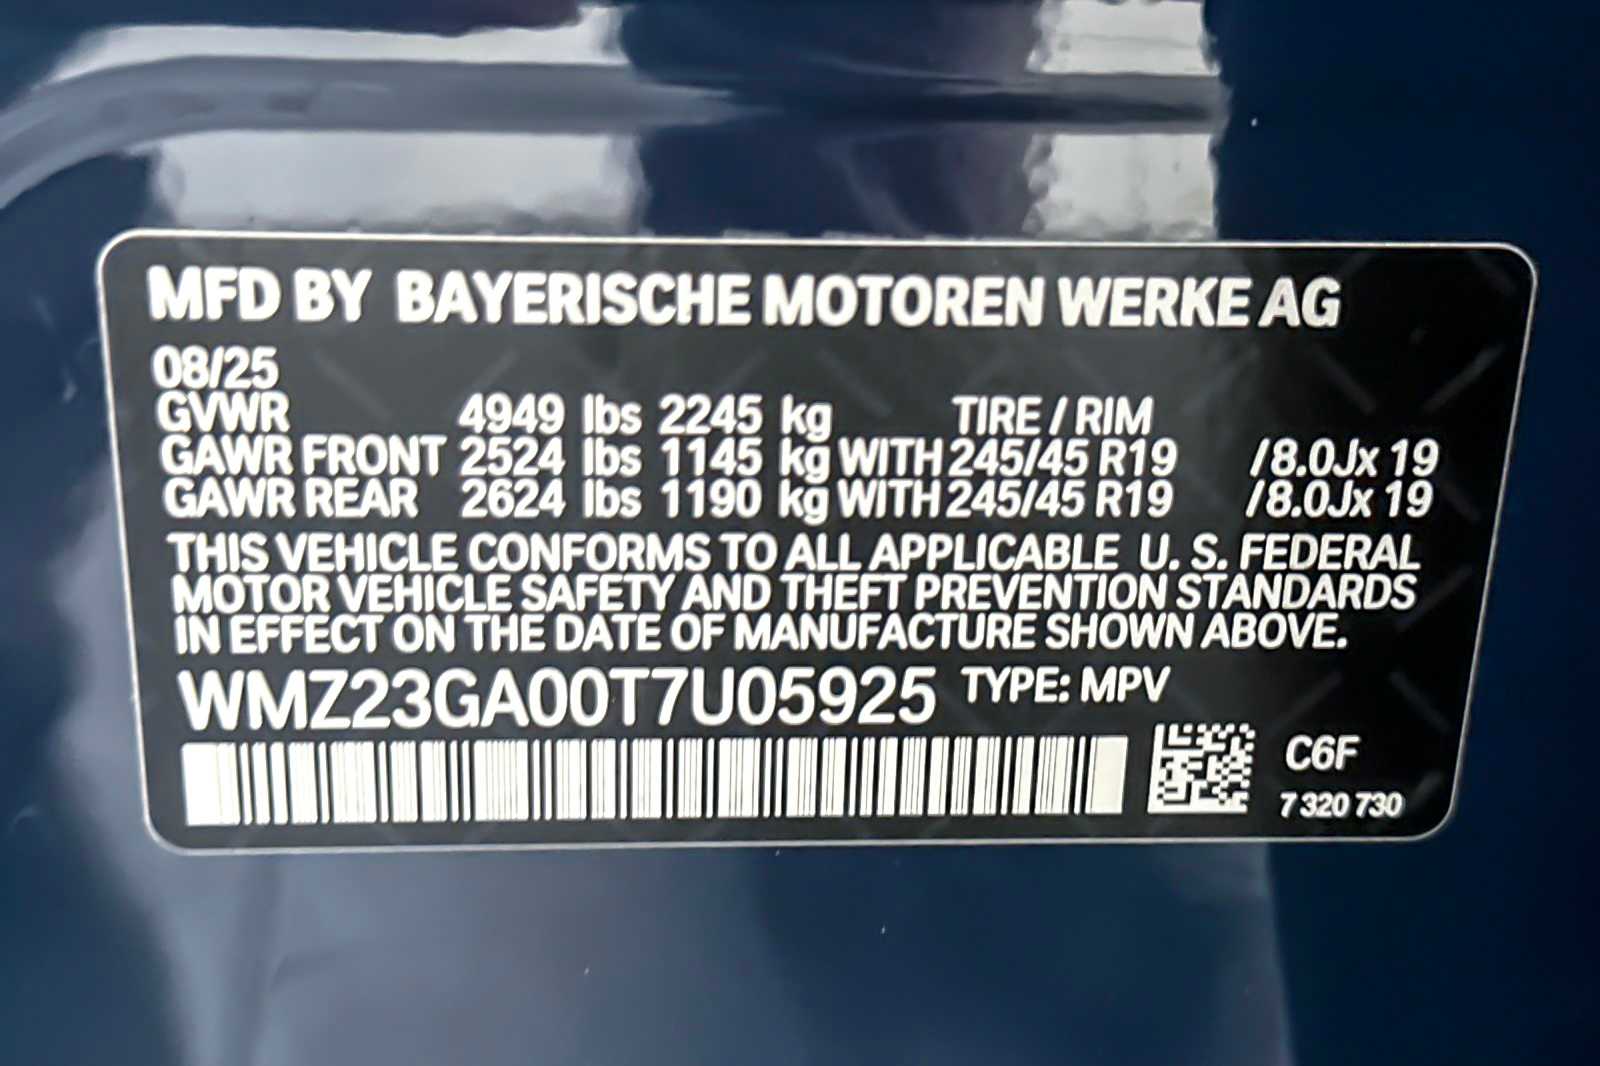 MFD BY BAYERISCHE MOTOREN WERKE AG
08/25
GVWR 4949 lbs 2245 kg TIRE / RIM
GAWR FRONT 2524 lbs 1145 kg WITH 245/45 R19 /8.0Jx 19
GAWR REAR 2624 lbs 1190 kg WITH 245/45 R19 /8.0Jx 19
THIS VEHICLE CONFORMS TO ALL APPLICABLE U. S. FEDERAL
MOTOR VEHICLE SAFETY AND THEFT PREVENTION STANDARDS
IN EFFECT ON THE DATE OF MANUFACTURE SHOWN ABOVE.
WMZ23GA00T7U05925 TYPE: MPV
C6F
7 320 730